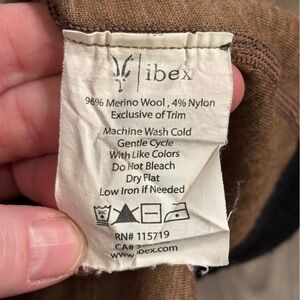 ibex
96% Merino Wool, 4% Nylon
Exclusive of Trim
Machine Wash Cold
Gentle Cycle
With Like Colors
Do Not Bleach
Dry Flat
Low Iron if Needed
RN# 115719
CA#
www.ibex.com